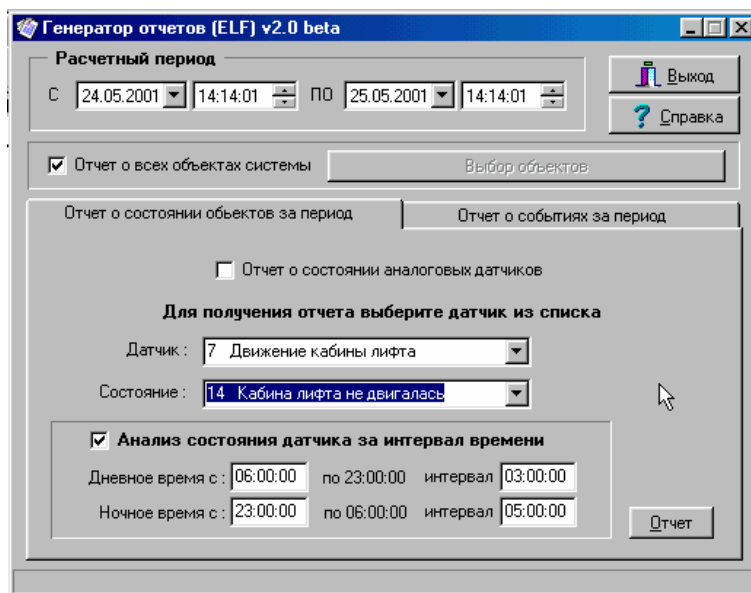 Генератор отчетов (ELF) v2.0 beta
Расчетный период
С 24.05.2001 14:14:01 ПО 25.05.2001 14:14:01
Выход
Справка
Отчет о всех объектах системы
Выбор объектов
Отчет о состоянии обьектов за период
Отчет о событиях за период
Отчет о состоянии аналоговых датчиков
Для получения отчета выберите датчик из списка
Датчик : 7 Движение кабины лифта
Состояние : 14 Кабина лифта не двигалась
Анализ состояния датчика за интервал времени
Дневное время с : 06:00:00 по 23:00:00 интервал 03:00:00
Ночное время с : 23:00:00 по 06:00:00 интервал 05:00:00
Отчет